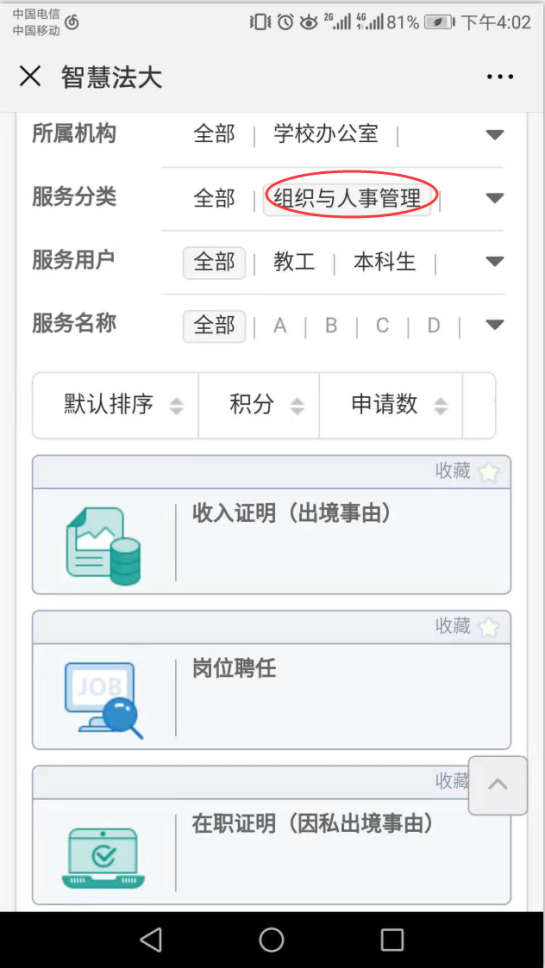 中国电信
中国移动
2G 4G 81% 下午4:02
智慧法大
所属机构 全部 | 学校办公室 |
服务分类 全部 | 组织与人事管理 |
服务用户 全部 | 教工 | 本科生 |
服务名称 全部 | A | B | C | D |
默认排序 积分 申请数
收藏
收入证明（出境事由）
收藏
JOB
岗位聘任
收藏
在职证明（因私出境事由）